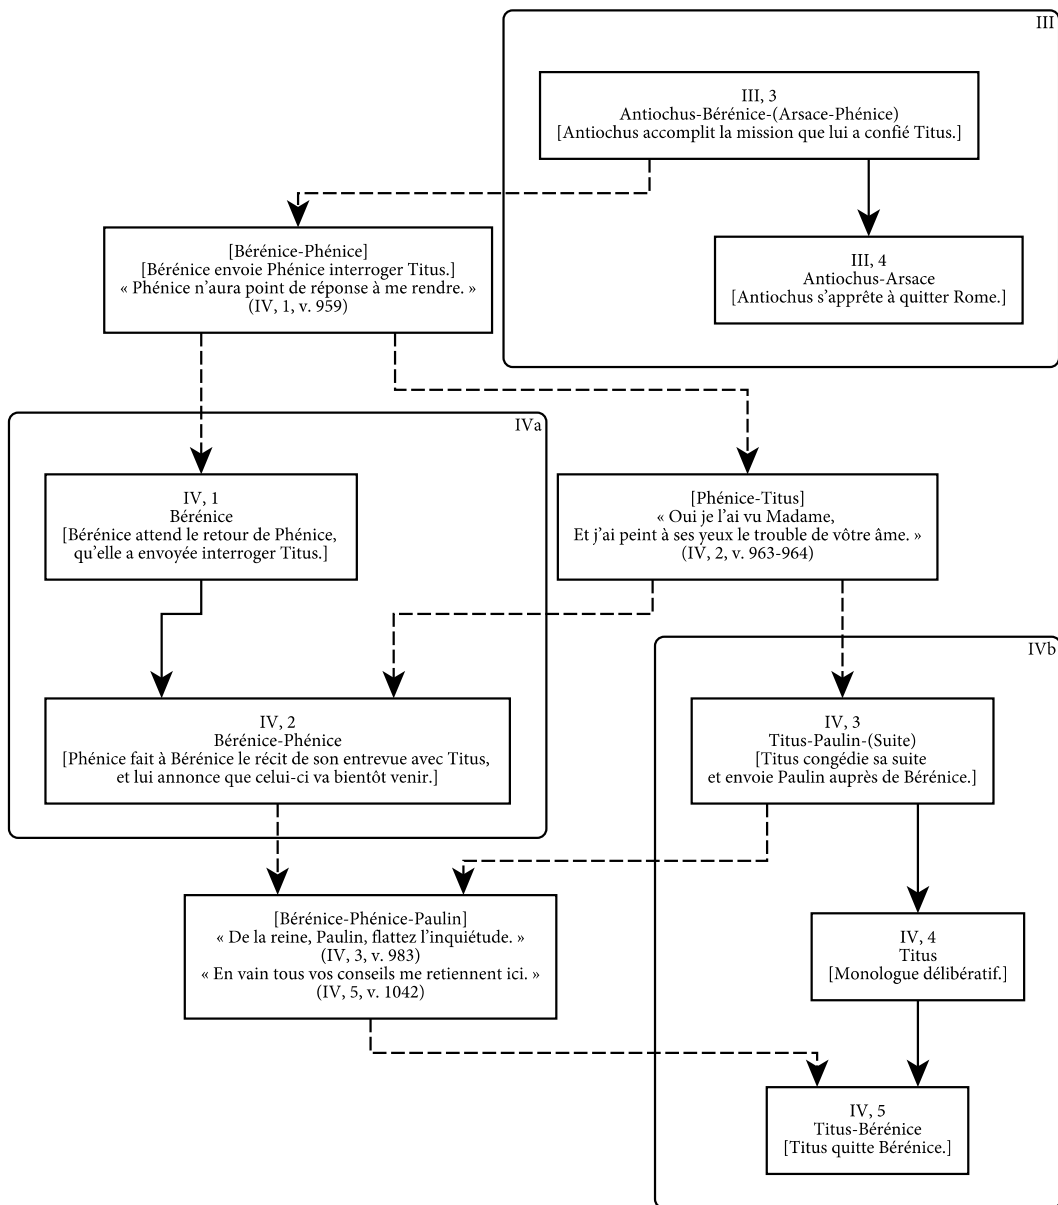 III
III, 3
Antiochus-Bérénice-(Arsace-Phénice)
[Antiochus accomplit la mission que lui a confié Titus.]
[Bérénice-Phénice]
[Bérénice envoie Phénice interroger Titus.]
« Phénice n'aura point de réponse à me rendre. »
(IV, 1, v. 959)
III, 4
Antiochus-Arsace
[Antiochus s'apprête à quitter Rome.]
IVa
IV, 1
Bérénice
[Bérénice attend le retour de Phénice,
qu'elle a envoyée interroger Titus.]
[Phénice-Titus]
« Oui je l'ai vu Madame,
Et j'ai peint à ses yeux le trouble de vôtre âme. »
(IV, 2, v. 963-964)
IVb
IV, 2
Bérénice-Phénice
[Phénice fait à Bérénice le récit de son entrevue avec Titus,
et lui annonce que celui-ci va bientôt venir.]
IV, 3
Titus-Paulin-(Suite)
[Titus congédie sa suite
et envoie Paulin auprès de Bérénice.]
[Bérénice-Phénice-Paulin]
« De la reine, Paulin, flattez l'inquiétude. »
(IV, 3, v. 983)
« En vain tous vos conseils me retiennent ici. »
(IV, 5, v. 1042)
IV, 4
Titus
[Monologue délibératif.]
IV, 5
Titus-Bérénice
[Titus quitte Bérénice.]